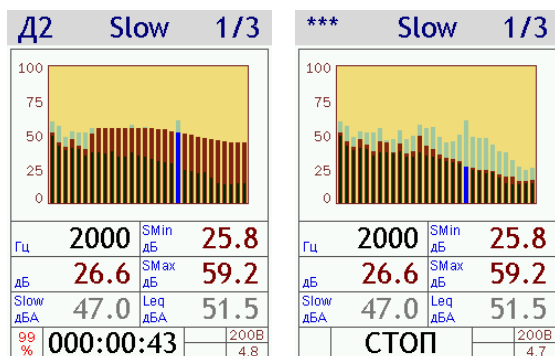 Д2 Slow 1/3
100
75
50
25
0
Гц 2000 SMin дБ 25.8
дБ 26.6 SMax дБ 59.2
Slow дБА 47.0 Leq дБА 51.5
99 % 000:00:43 200В 4.8
*** Slow 1/3
100
75
50
25
0
Гц 2000 SMin дБ 25.8
дБ 26.6 SMax дБ 59.2
Slow дБА 47.0 Leq дБА 51.5
СТОП 200В 4.7